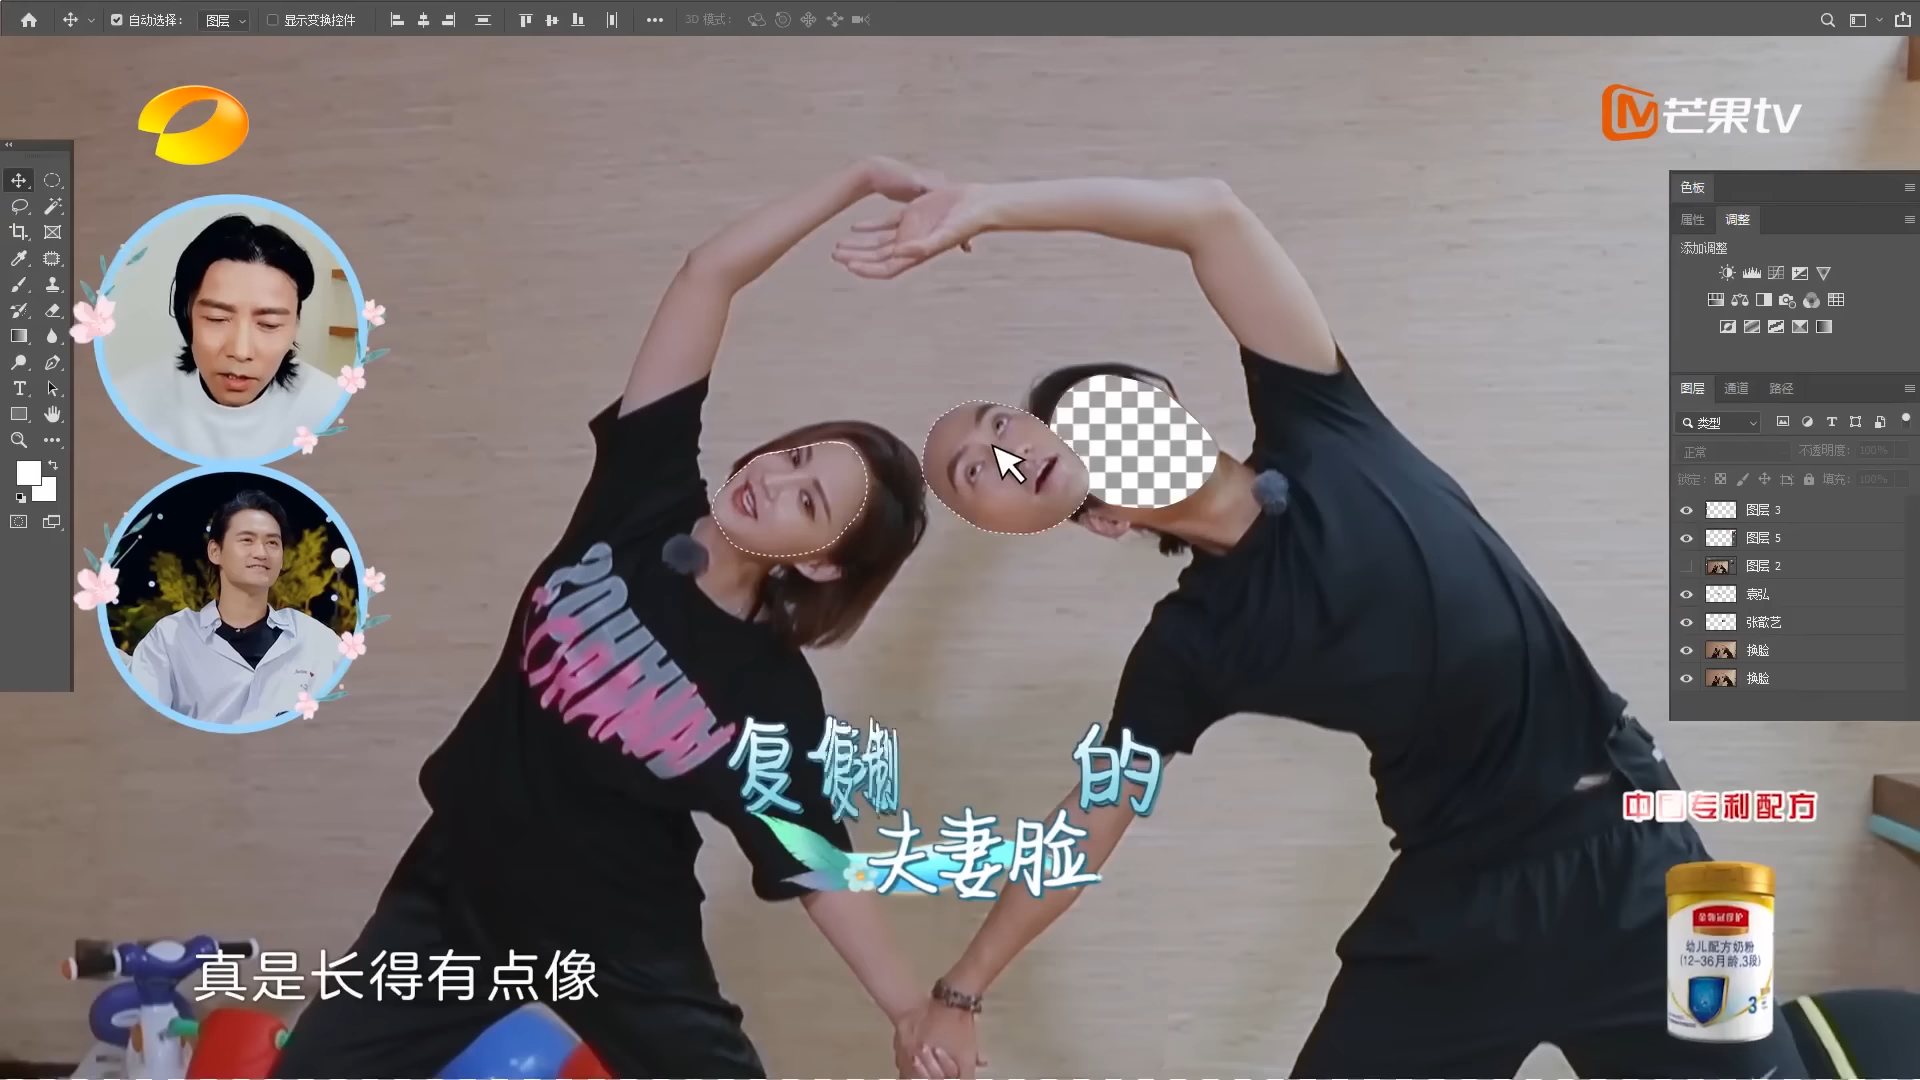 自动选择：
图层
显示变换控件
3D 模式：
芒果tv
色板
属性
调整
添加调整
图层
通道
路径
类型
正常
不透明度： 100%
锁定：
填充： 100%
图层 3
图层 5
图层 2
袁弘
张歆艺
换脸
换脸
复复制
的
夫妻脸
中国专利配方
幼儿配方奶粉
(12-36月龄,3段)
3
真是长得有点像